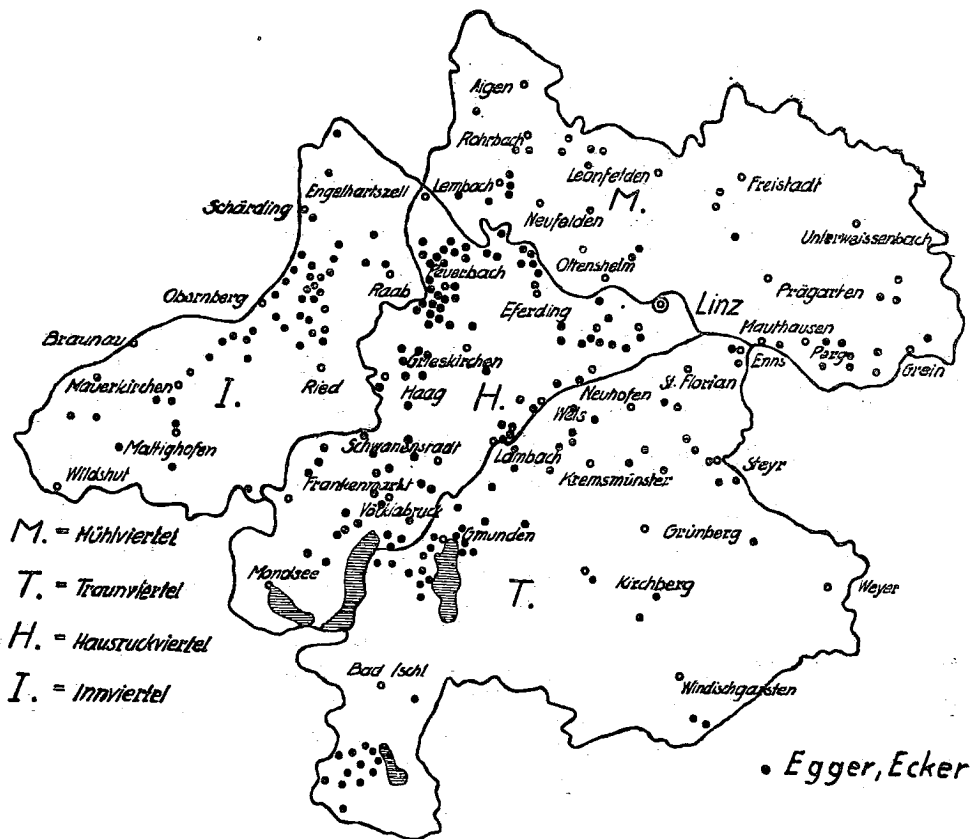 Aigen
Rohrbach
Leonfelden
Freistadt
Engelhartszell
Lembach
Schärding
Neufelden
M.
Unterweissenbach
Ottensheim
Peuerbach
Raab
Prägarten
Obernberg
Eferding
Linz
Mauthausen
Braunau
Perg
Enns
Grein
Grieskirchen
Mauerkirchen
I.
Ried
Haag
H.
Neuhofen
St. Florian
Wels
Mattighofen
Schwanenstadt
Lambach
Steyr
Wildshut
Frankenmarkt
Kremsmünster
Vöcklabruck
Gmunden
Grünberg
M. = Mühlviertel
Mondsee
T.
Kirchberg
Weyer
T. = Traunviertel
H. = Hausruckviertel
Bad Ischl
Windischgarsten
I. = Innviertel
Egger, Ecker